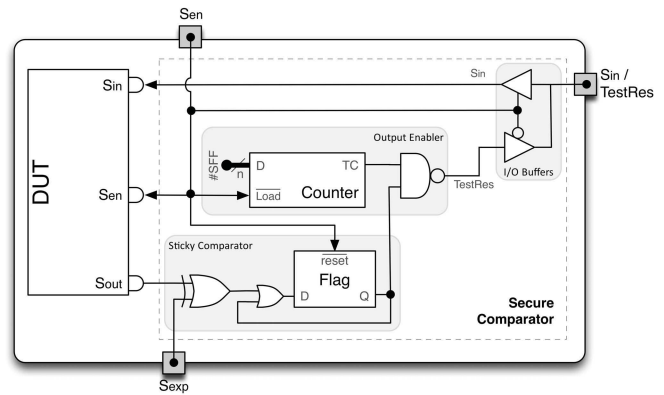 Sen
Sin /
TestRes
Sin
Sin
DUT
Sen
Sout
Output Enabler
I/O Buffers
#SFF
n
D
TC
Load
Counter
TestRes
Sticky Comparator
reset
Flag
D
Q
Secure
Comparator
Sexp